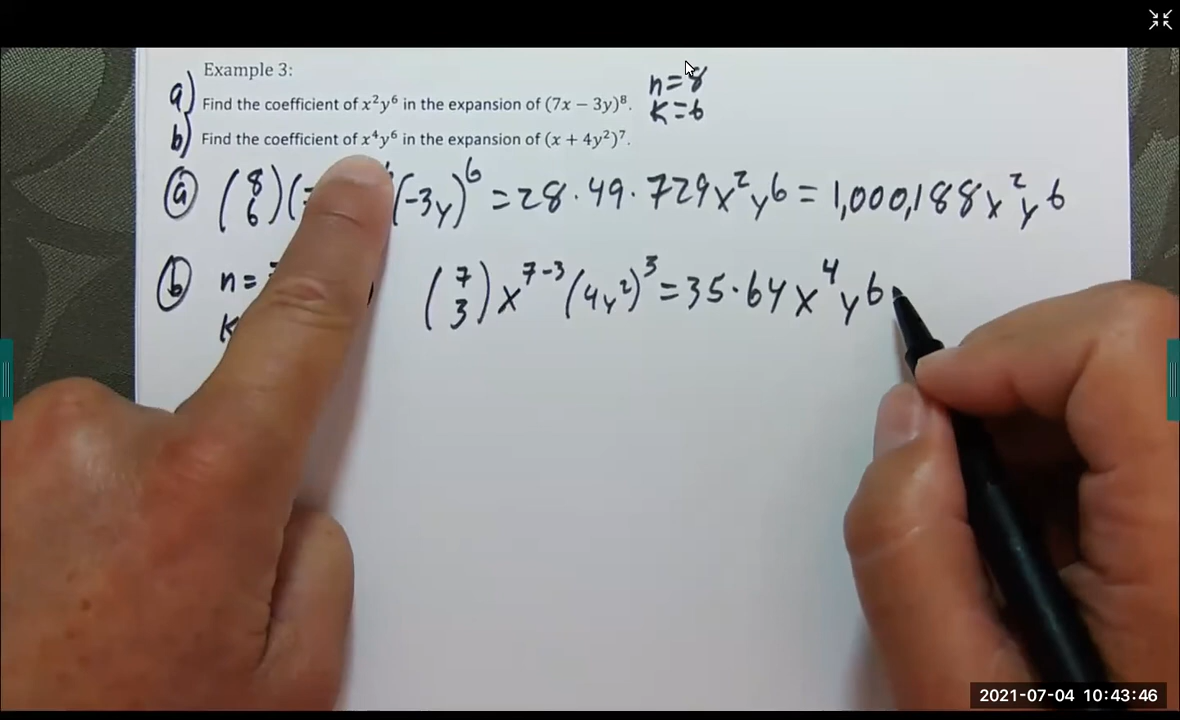 Example 3:
a) Find the coefficient of x²y⁶ in the expansion of (7x − 3y)⁸. n=8
k=6
b) Find the coefficient of x⁴y⁶ in the expansion of (x + 4y²)⁷.
ⓐ (8 6)( (-3y)⁶ = 28·49·729x²y⁶ = 1,000,188x²y⁶
ⓑ n= (7 3)x⁷⁻³(4y²)³ = 35·64x⁴y⁶
k
2021-07-04 10:43:46